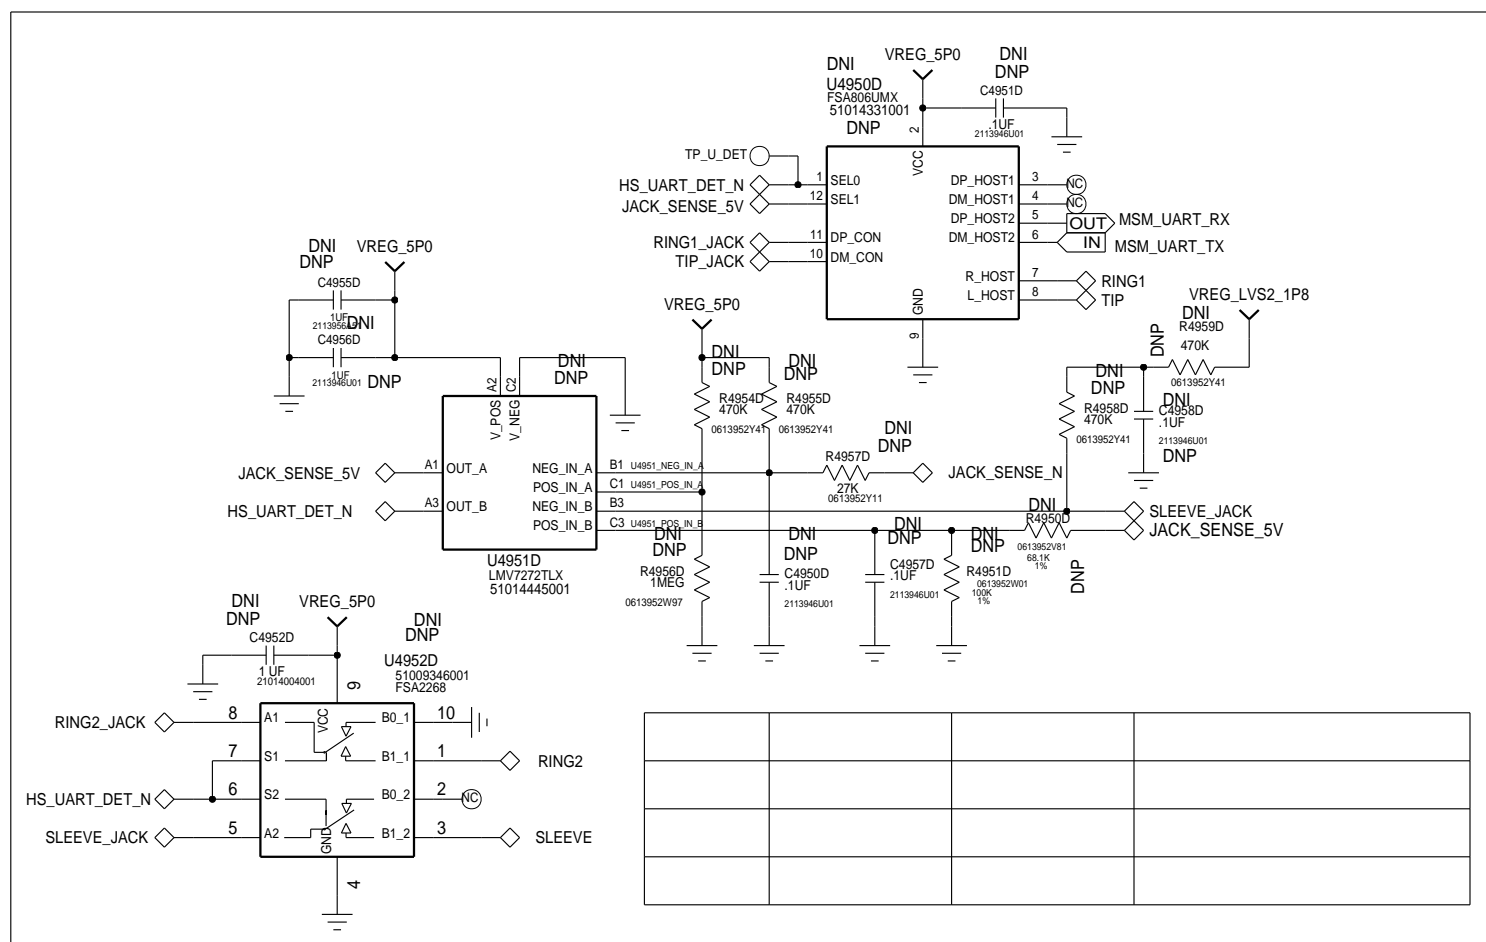 VREG_5P0
DNI
DNP
DNI
U4950D
FSA806UMX
51014331001
DNP
C4951D
.1UF
2113946U01
2
VCC
TP_U_DET
HS_UART_DET_N
1
SEL0
JACK_SENSE_5V
12
SEL1
RING1_JACK
11
DP_CON
TIP_JACK
10
DM_CON
DP_HOST1
3
NC
DM_HOST1
4
NC
DP_HOST2
5
OUT
MSM_UART_RX
DM_HOST2
6
IN
MSM_UART_TX
R_HOST
7
RING1
L_HOST
8
TIP
GND
9
DNI
DNP
VREG_5P0
C4955D
1UF
DNI
C4956D
1UF
2113946U01
DNP
VREG_5P0
VREG_LVS2_1P8
DNI
R4959D
470K
DNP
0613952Y41
A2
C2
DNI
DNP
V_POS
V_NEG
DNI
DNP
R4954D
470K
0613952Y41
DNI
DNP
R4955D
470K
0613952Y41
DNI
DNP
R4958D
470K
0613952Y41
DNI
C4958D
.1UF
2113946U01
DNP
JACK_SENSE_5V
A1
OUT_A
HS_UART_DET_N
A3
OUT_B
NEG_IN_A
B1
U4951_NEG_IN_A
POS_IN_A
C1
U4951_POS_IN_A
NEG_IN_B
B3
POS_IN_B
C3
U4951_POS_IN_B
DNI
DNP
R4957D
27K
0613952Y11
JACK_SENSE_N
U4951D
LMV7272TLX
51014445001
SLEEVE_JACK
JACK_SENSE_5V
DNI
R4950D
0613952V81
68.1K
1%
DNP
DNI
DNP
R4956D
1MEG
0613952W97
DNI
DNP
C4950D
.1UF
2113946U01
DNI
DNP
C4957D
.1UF
2113946U01
DNI
DNP
R4951D
0613952W01
100K
1%
DNI
DNP
VREG_5P0
C4952D
1 UF
21014004001
DNI
DNP
U4952D
51009346001
FSA2268
9
VCC
RING2_JACK
8
A1
7
S1
HS_UART_DET_N
6
S2
SLEEVE_JACK
5
A2
B0_1
10
B1_1
1
RING2
B0_2
2
NC
B1_2
3
SLEEVE
GND
4